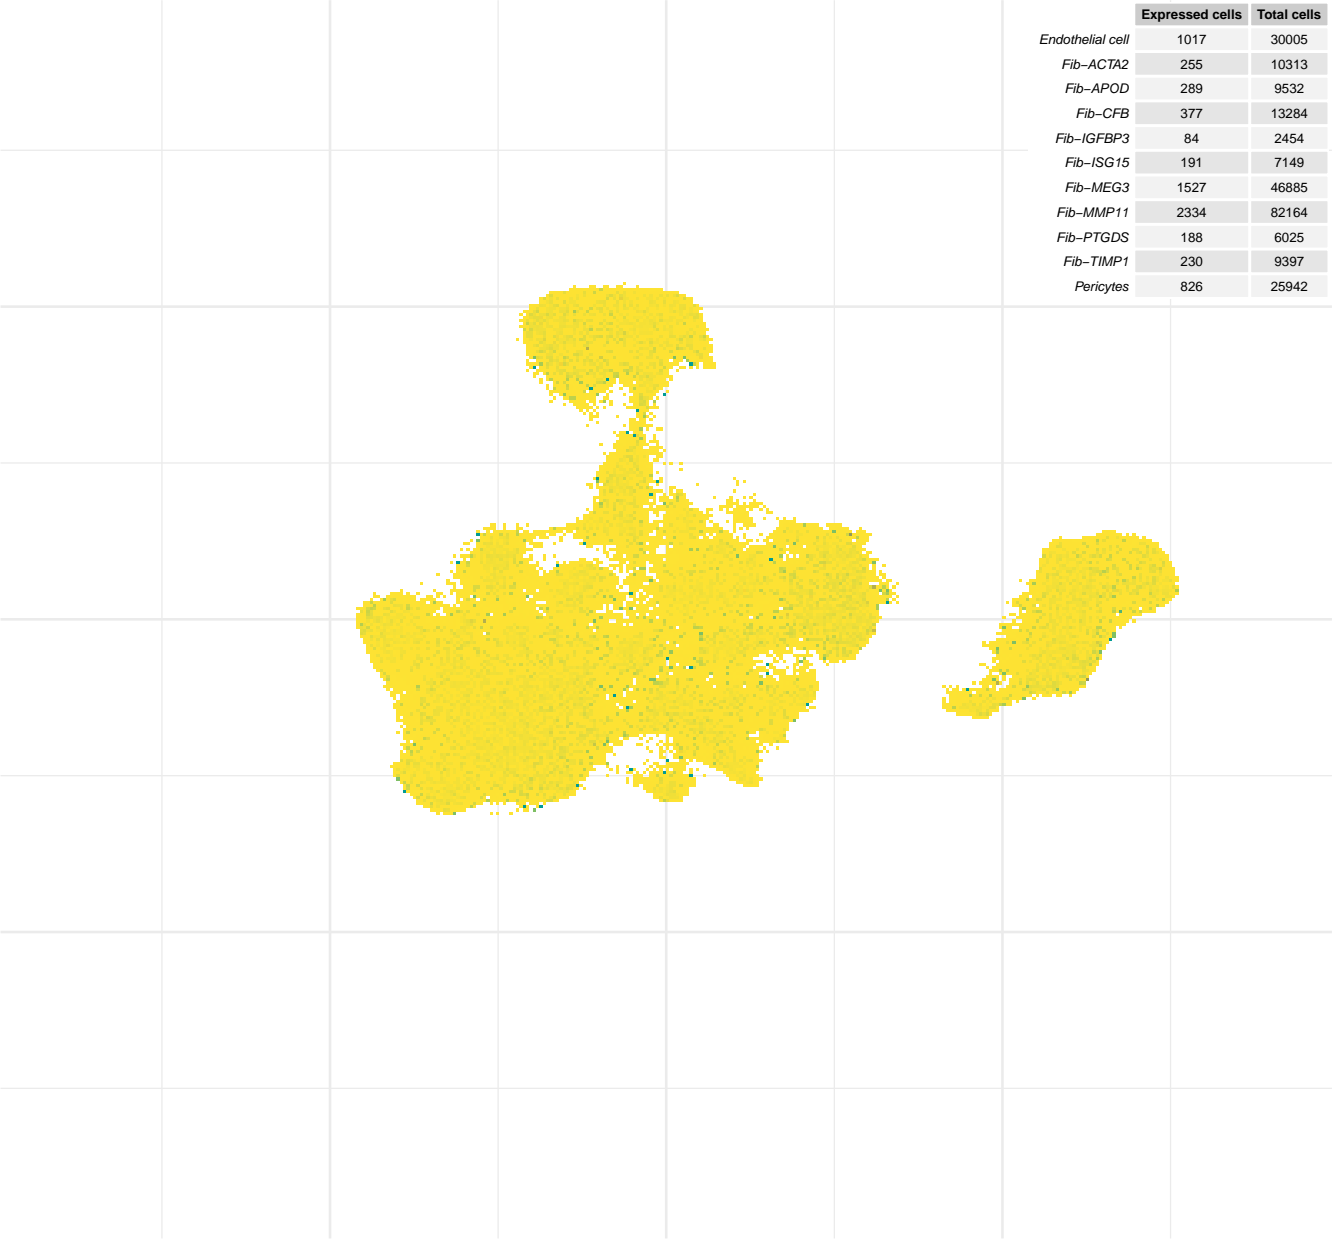 Expressed cells Total cells
Endothelial cell 1017 30005
Fib−ACTA2 255 10313
Fib−APOD 289 9532
Fib−CFB 377 13284
Fib−IGFBP3 84 2454
Fib−ISG15 191 7149
Fib−MEG3 1527 46885
Fib−MMP11 2334 82164
Fib−PTGDS 188 6025
Fib−TIMP1 230 9397
Pericytes 826 25942